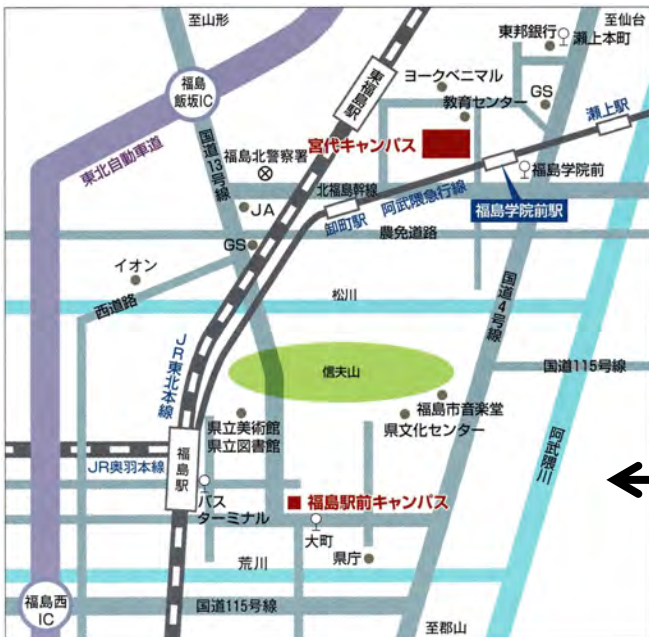 至山形
至仙台
東邦銀行
瀬上本町
ヨークベニマル
福島
飯坂IC
東福島駅
教育センター
GS
瀬上駅
東北自動車道
国道13号線
福島北警察署
宮代キャンパス
福島学院前
北福島幹線
阿武隈急行線
福島学院前駅
JA
卸町駅
農免道路
GS
イオン
西道路
松川
国道4号線
JR東北本線
信夫山
国道115号線
福島市音楽堂
県文化センター
県立美術館
県立図書館
阿武隈川
JR奥羽本線
福島駅
バス
ターミナル
福島駅前キャンパス
大町
県庁
荒川
福島西
IC
国道115号線
至郡山